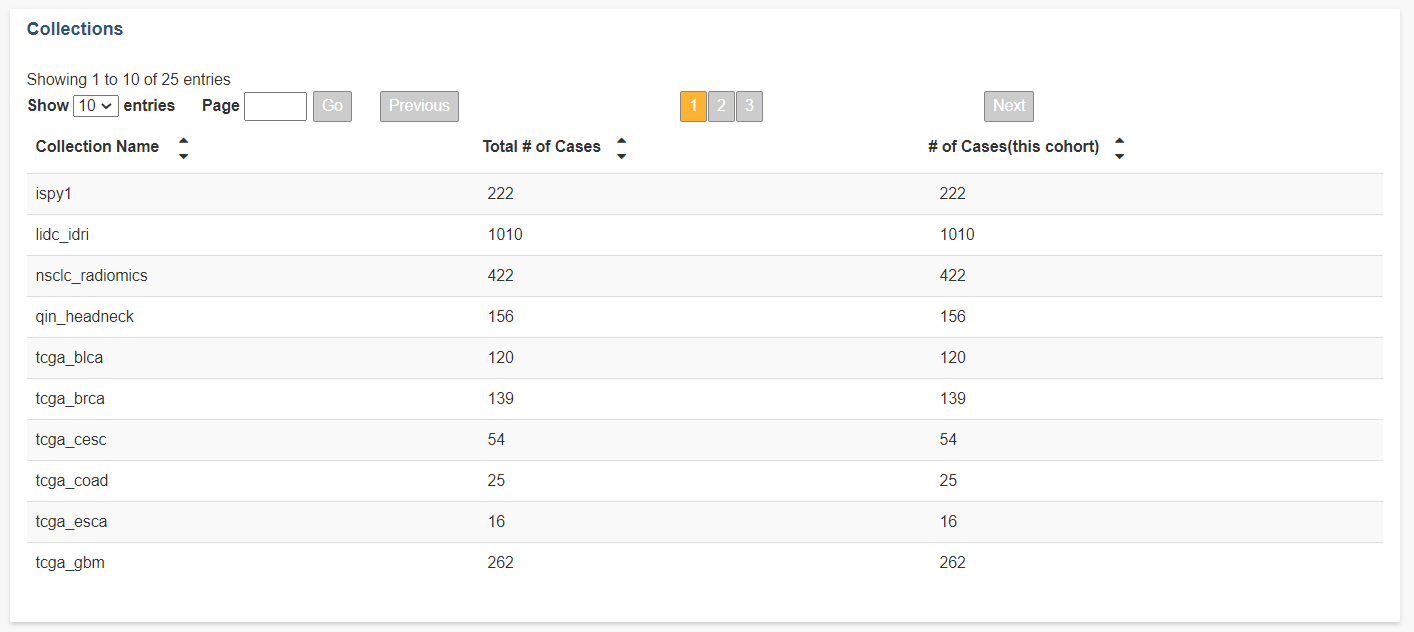 Collections
Showing 1 to 10 of 25 entries
Show 10 entries Page Go Previous 1 2 3 Next
Collection Name Total # of Cases # of Cases(this cohort)
ispy1 222 222
lidc_idri 1010 1010
nsclc_radiomics 422 422
qin_headneck 156 156
tcga_blca 120 120
tcga_brca 139 139
tcga_cesc 54 54
tcga_coad 25 25
tcga_esca 16 16
tcga_gbm 262 262